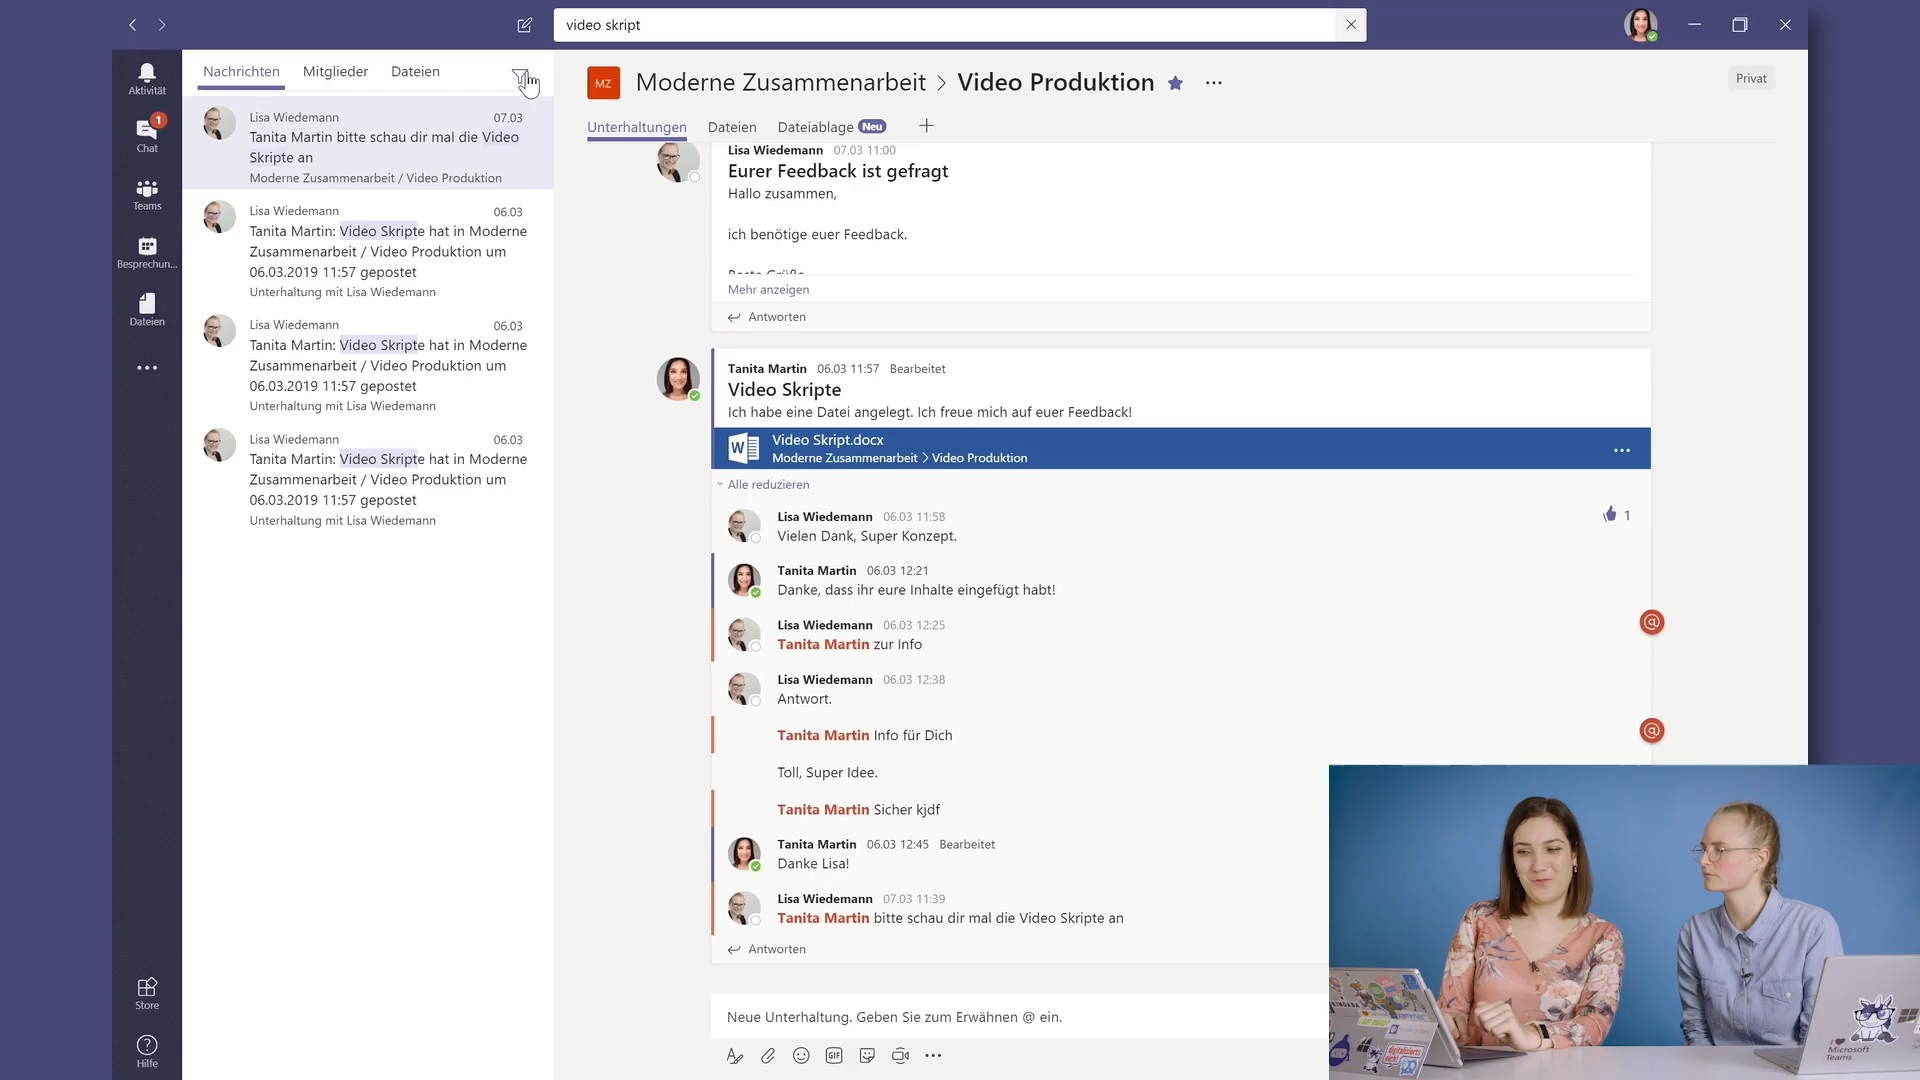 video skript
Aktivität
Chat
1
Teams
Besprechun...
Dateien
Store
Hilfe
Nachrichten Mitglieder Dateien
Lisa Wiedemann 07.03
Tanita Martin bitte schau dir mal die Video
Skripte an
Moderne Zusammenarbeit / Video Produktion
Lisa Wiedemann 06.03
Tanita Martin: Video Skripte hat in Moderne
Zusammenarbeit / Video Produktion um
06.03.2019 11:57 gepostet
Unterhaltung mit Lisa Wiedemann
Lisa Wiedemann 06.03
Tanita Martin: Video Skripte hat in Moderne
Zusammenarbeit / Video Produktion um
06.03.2019 11:57 gepostet
Unterhaltung mit Lisa Wiedemann
Lisa Wiedemann 06.03
Tanita Martin: Video Skripte hat in Moderne
Zusammenarbeit / Video Produktion um
06.03.2019 11:57 gepostet
Unterhaltung mit Lisa Wiedemann
MZ Moderne Zusammenarbeit > Video Produktion
Privat
Unterhaltungen Dateien Dateiablage Neu
Lisa Wiedemann 07.03 11:00
Eurer Feedback ist gefragt
Hallo zusammen,
ich benötige euer Feedback.
Beste Grüße
Mehr anzeigen
Antworten
Tanita Martin 06.03 11:57 Bearbeitet
Video Skripte
Ich habe eine Datei angelegt. Ich freue mich auf euer Feedback!
W
Video Skript.docx
Moderne Zusammenarbeit > Video Produktion
Alle reduzieren
Lisa Wiedemann 06.03 11:58
1
Vielen Dank, Super Konzept.
Tanita Martin 06.03 12:21
Danke, dass ihr eure Inhalte eingefügt habt!
Lisa Wiedemann 06.03 12:25
@
Tanita Martin zur Info
Lisa Wiedemann 06.03 12:38
Antwort.
Tanita Martin Info für Dich
@
Toll, Super Idee.
Tanita Martin Sicher kjdf
Tanita Martin 06.03 12:45 Bearbeitet
Danke Lisa!
Lisa Wiedemann 07.03 11:39
Tanita Martin bitte schau dir mal die Video Skripte an
Antworten
Neue Unterhaltung. Geben Sie zum Erwähnen @ ein.
GIF
I
Microsoft
Teams